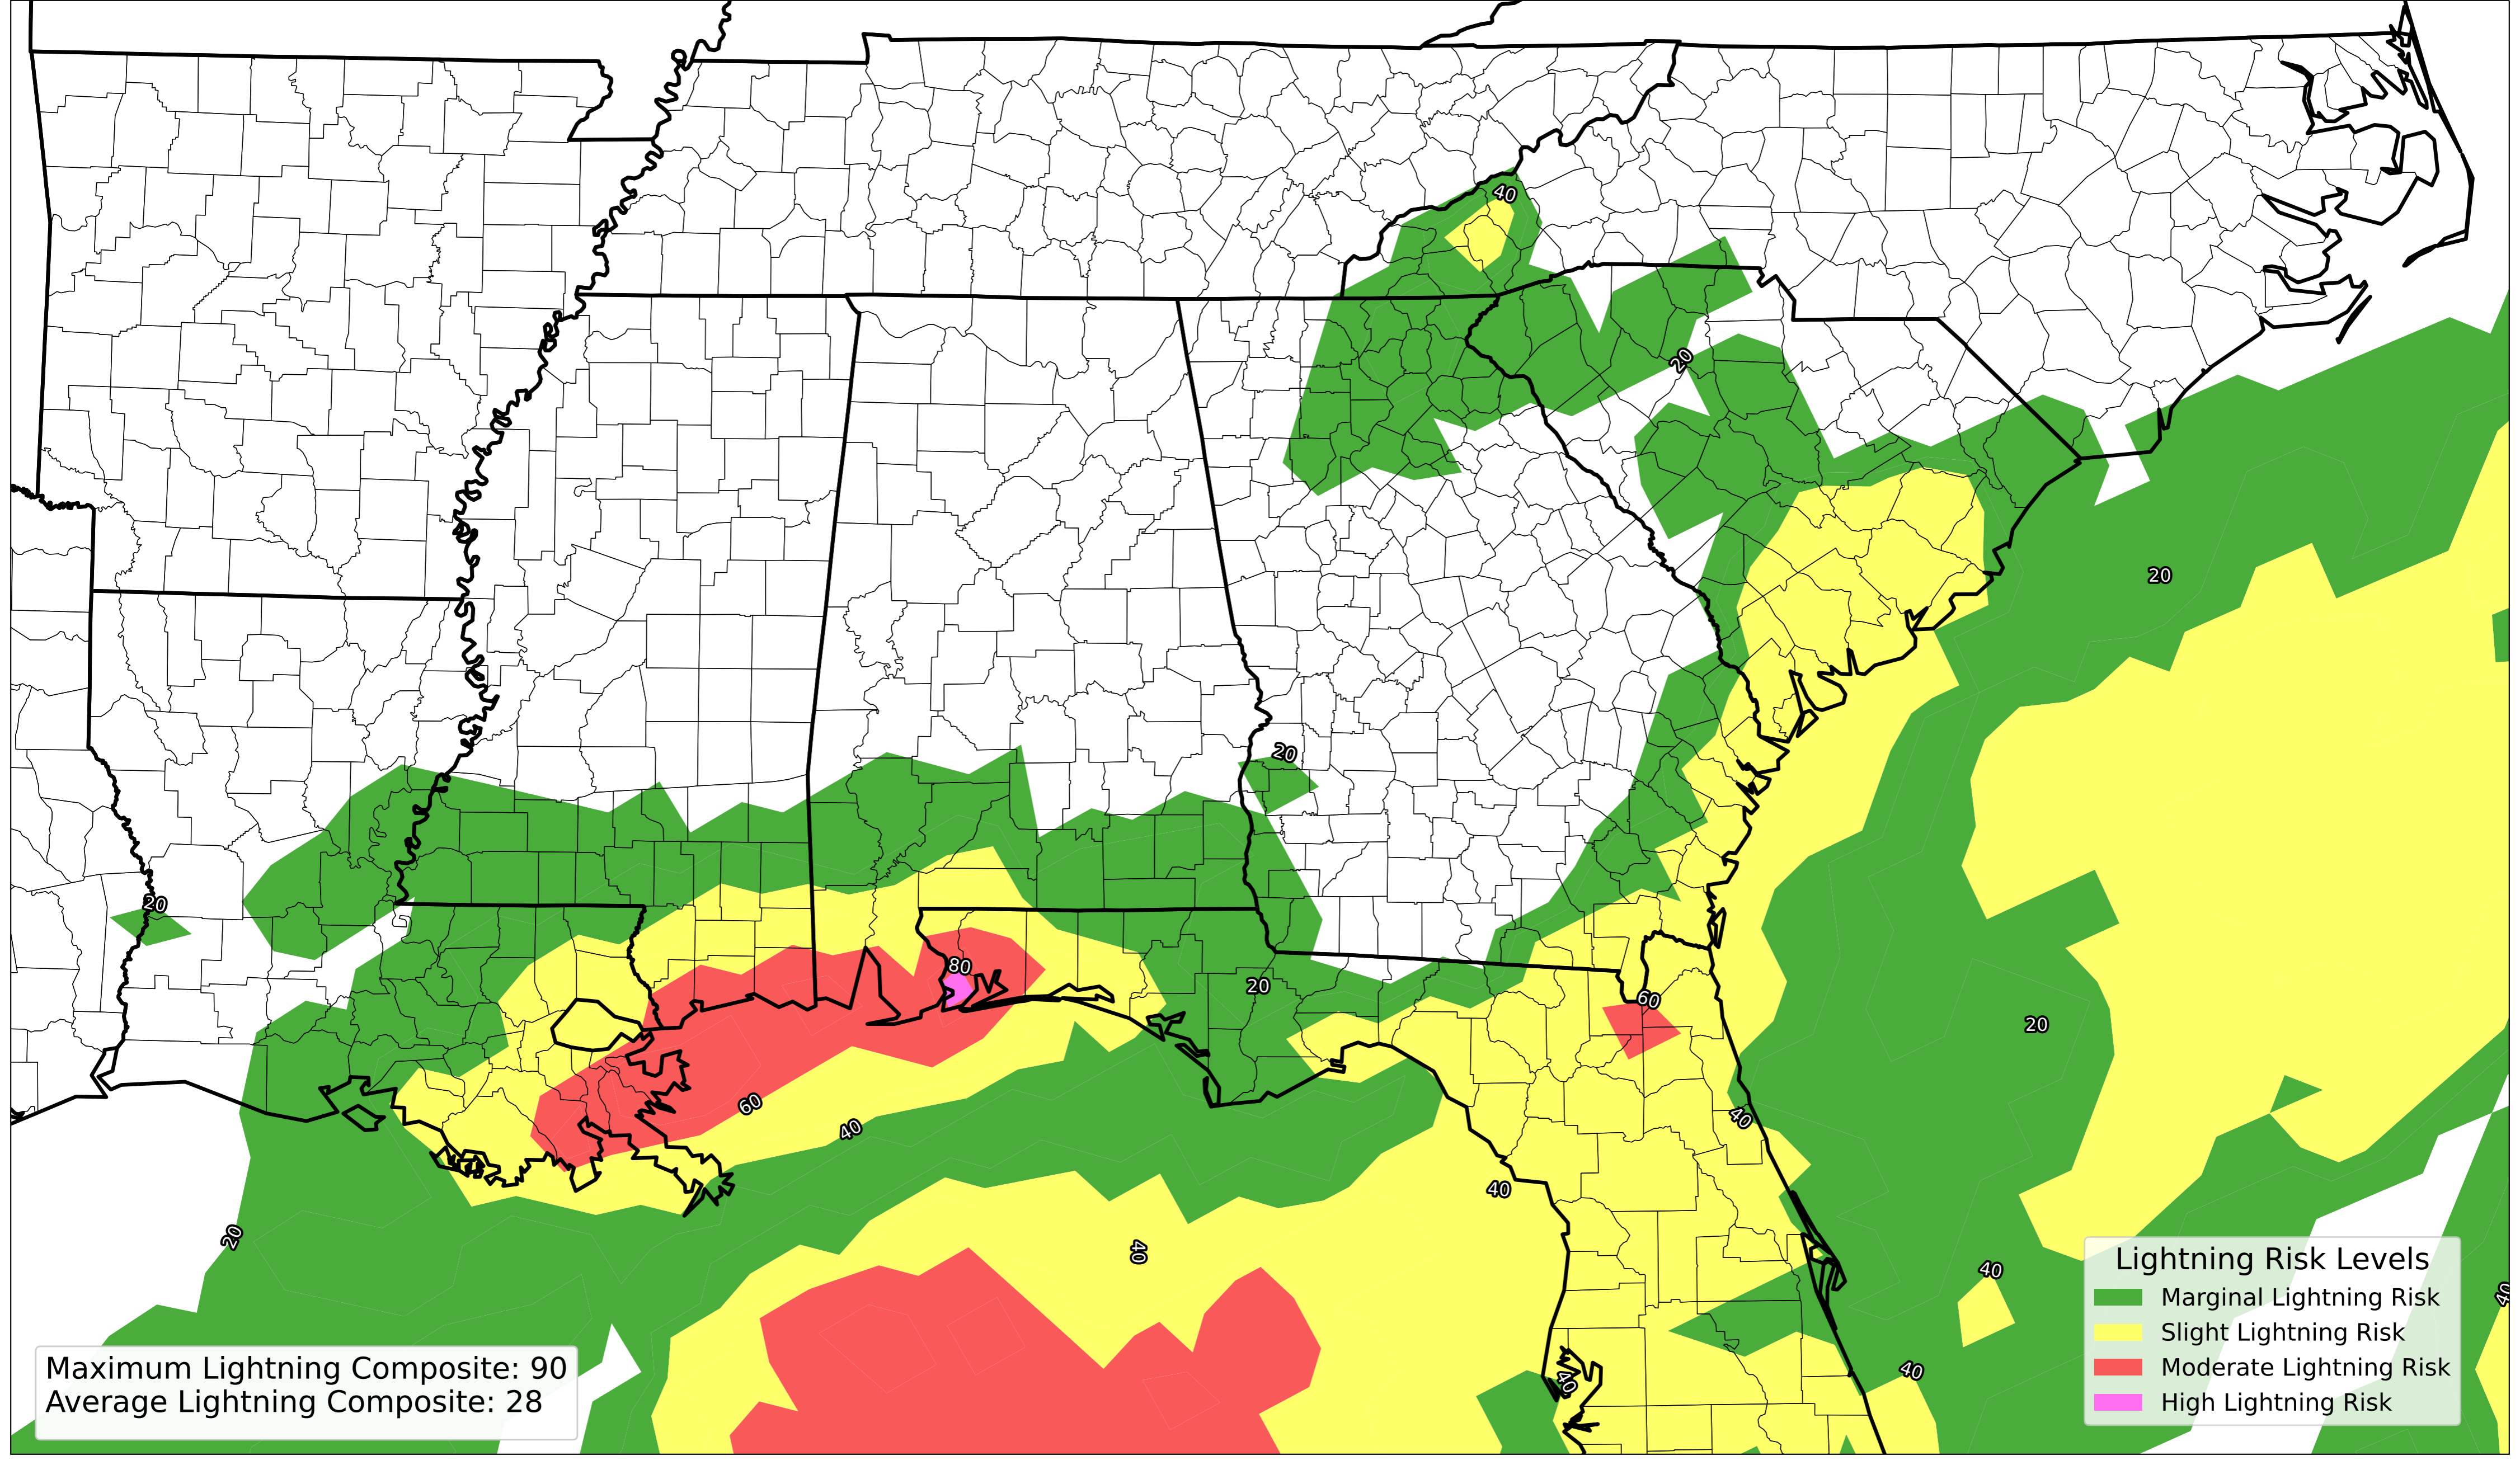 40
20
20
20
20
80
20
60
20
60
40
40
40
20
40
40
40
40
40
Maximum Lightning Composite: 90
Average Lightning Composite: 28
Lightning Risk Levels
Marginal Lightning Risk
Slight Lightning Risk
Moderate Lightning Risk
High Lightning Risk